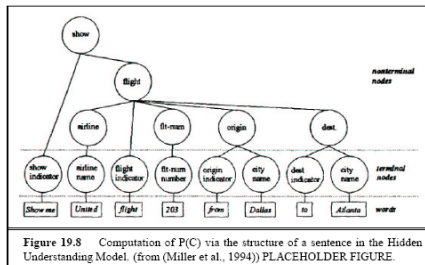 show
flight
nonterminal
nodes
airline
flt-num
origin
dest.
show
indicator
airline
name
flight
indicator
flt-num
number
origin
indicator
city
name
dest
indicator
city
name
terminal
nodes
Show me
United
flight
203
from
Dallas
to
Atlanta
words
Figure 19.8 Computation of P(C) via the structure of a sentence in the Hidden
Understanding Model. (from (Miller et al., 1994)) PLACEHOLDER FIGURE.